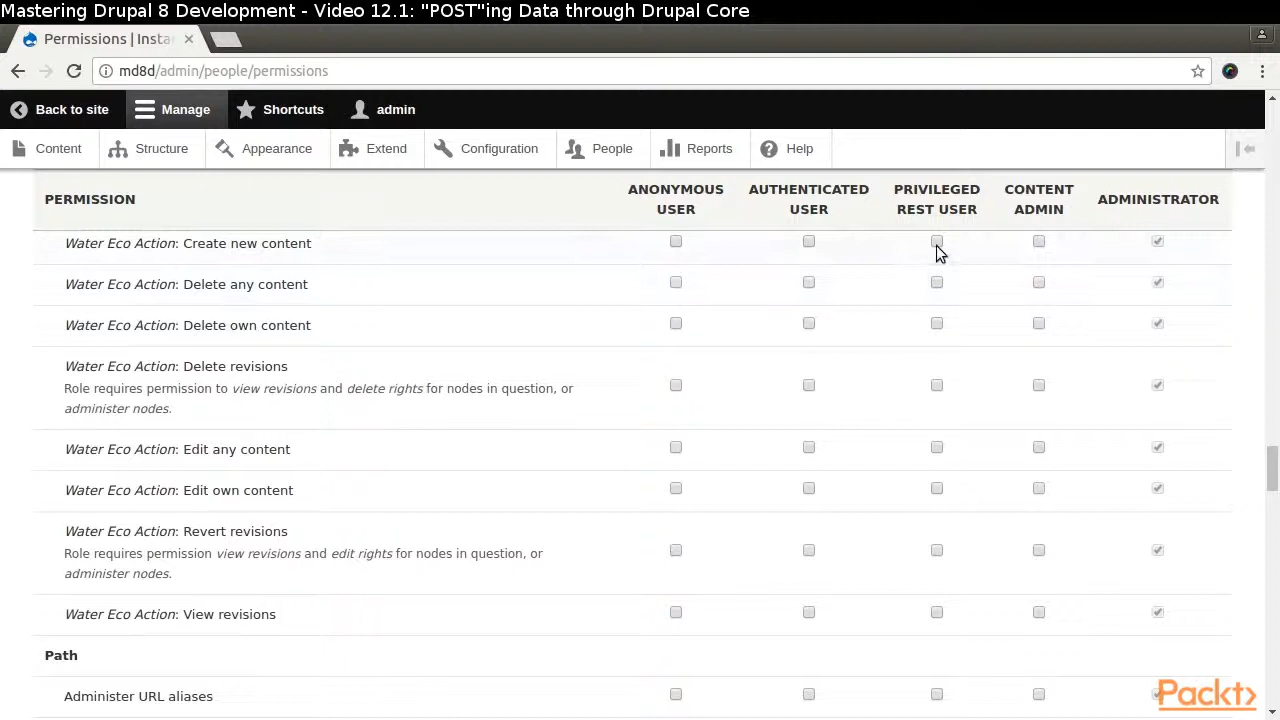 Mastering Drupal 8 Development - Video 12.1: "POST"ing Data through Drupal Core
Permissions | Insta
md8d/admin/people/permissions
Back to site Manage Shortcuts admin
Content Structure Appearance Extend Configuration People Reports Help
PERMISSION ANONYMOUS USER AUTHENTICATED USER PRIVILEGED REST USER CONTENT ADMIN ADMINISTRATOR
Water Eco Action: Create new content
Water Eco Action: Delete any content
Water Eco Action: Delete own content
Water Eco Action: Delete revisions
Role requires permission to view revisions and delete rights for nodes in question, or
administer nodes.
Water Eco Action: Edit any content
Water Eco Action: Edit own content
Water Eco Action: Revert revisions
Role requires permission view revisions and edit rights for nodes in question, or
administer nodes.
Water Eco Action: View revisions
Path
Administer URL aliases
Packt>